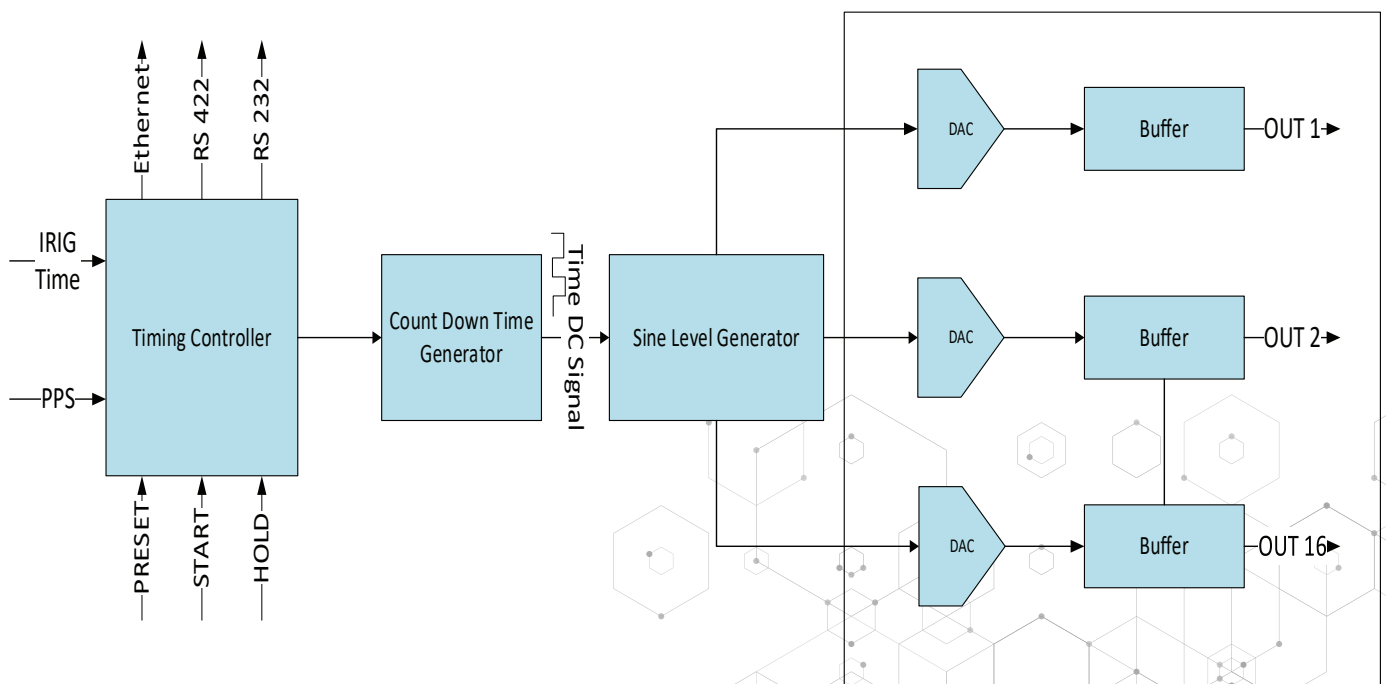 Ethernet
RS 422
RS 232
IRIG
Time
PPS
Timing Controller
PRESET
START
HOLD
Count Down Time
Generator
Time DC Signal
Sine Level Generator
DAC
Buffer
OUT 1
DAC
Buffer
OUT 2
DAC
Buffer
OUT 16